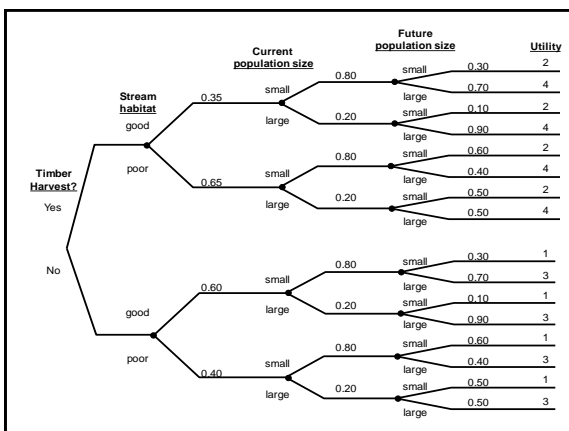 Future
population size
Utility
Current
population size
Stream
habitat
Timber
Harvest?
Yes
No
good
0.35
poor
0.65
small
0.80
large
0.20
small
0.30
2
large
0.70
4
small
0.10
2
large
0.90
4
small
0.80
large
0.20
small
0.60
2
large
0.40
4
small
0.50
2
large
0.50
4
good
0.60
poor
0.40
small
0.80
large
0.20
small
0.30
1
large
0.70
3
small
0.10
1
large
0.90
3
small
0.80
large
0.20
small
0.60
1
large
0.40
3
small
0.50
1
large
0.50
3